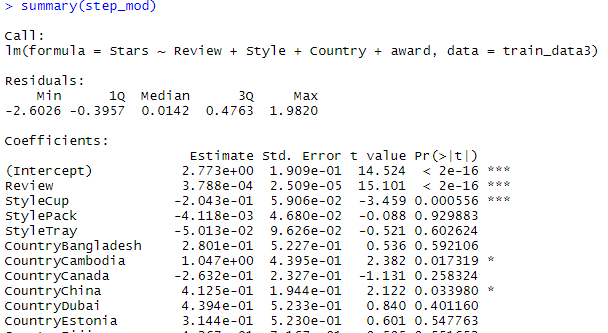 > summary(step_mod)
Call:
lm(formula = Stars ~ Review + Style + Country + award, data = train_data3)
Residuals:
    Min      1Q  Median      3Q     Max
-2.6026 -0.3957  0.0142  0.4763  1.9820
Coefficients:
                    Estimate Std. Error t value Pr(>|t|)
(Intercept)        2.773e+00  1.909e-01  14.524  < 2e-16 ***
Review             3.788e-04  2.509e-05  15.101  < 2e-16 ***
StyleCup          -2.043e-01  5.906e-02  -3.459 0.000556 ***
StylePack         -4.118e-03  4.680e-02  -0.088 0.929883
StyleTray         -5.013e-02  9.626e-02  -0.521 0.602624
CountryBangladesh  2.801e-01  5.227e-01   0.536 0.592106
CountryCambodia    1.047e+00  4.395e-01   2.382 0.017319 *
CountryCanada     -2.632e-01  2.327e-01  -1.131 0.258324
CountryChina       4.125e-01  1.944e-01   2.122 0.033980 *
CountryDubai       4.394e-01  5.233e-01   0.840 0.401160
CountryEstonia     3.144e-01  5.230e-01   0.601 0.547763